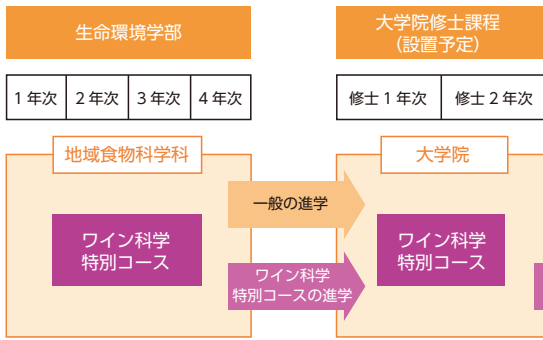 生命環境学部
大学院修士課程
(設置予定)
1年次 2年次 3年次 4年次
修士1年次 修士2年次
地域食物科学科
大学院
一般の進学
ワイン科学
特別コース
ワイン科学
特別コース
ワイン科学
特別コースの進学